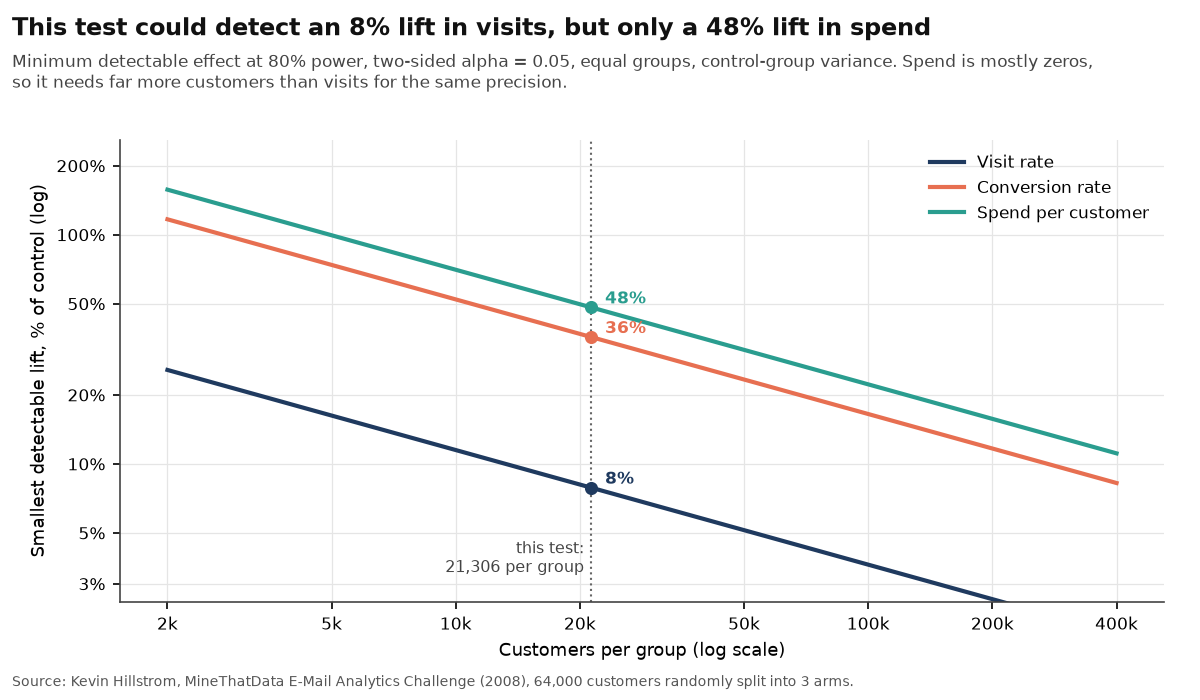 This test could detect an 8% lift in visits, but only a 48% lift in spend
Minimum detectable effect at 80% power, two-sided alpha = 0.05, equal groups, control-group variance. Spend is mostly zeros,
so it needs far more customers than visits for the same precision.
Smallest detectable lift, % of control (log)
200%
100%
50%
20%
10%
5%
3%
Visit rate
Conversion rate
Spend per customer
48%
36%
8%
this test:
21,306 per group
2k
5k
10k
20k
50k
100k
200k
400k
Customers per group (log scale)
Source: Kevin Hillstrom, MineThatData E-Mail Analytics Challenge (2008), 64,000 customers randomly split into 3 arms.